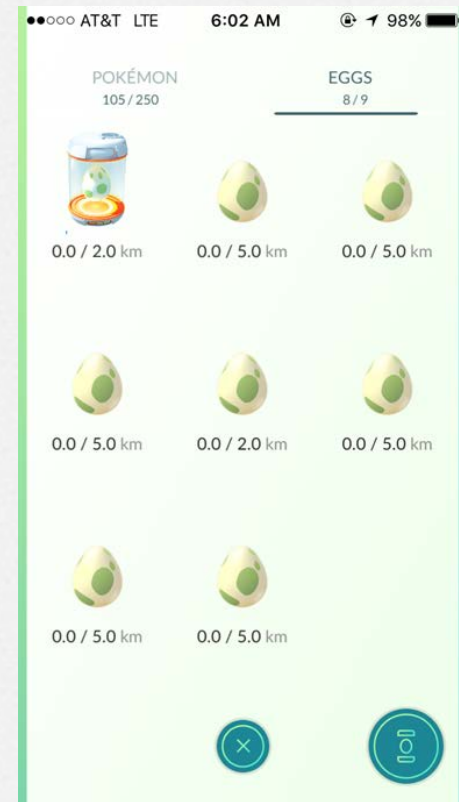 AT&T LTE 6:02 AM 98%
POKÉMON EGGS
105/250 8/9
0.0 / 2.0 km 0.0 / 5.0 km 0.0 / 5.0 km
0.0 / 5.0 km 0.0 / 2.0 km 0.0 / 5.0 km
0.0 / 5.0 km 0.0 / 5.0 km